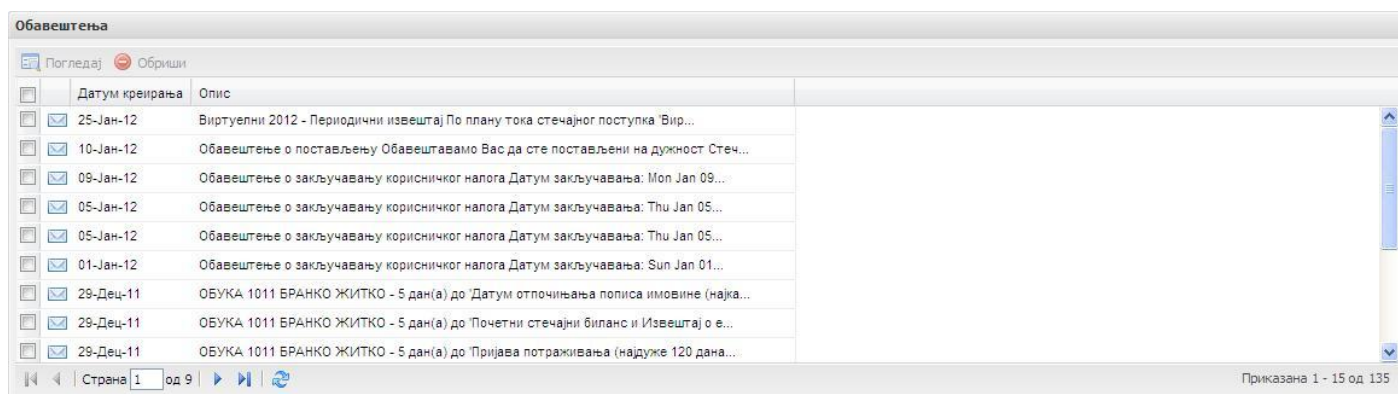 Обавештења
Погледај Обриши
Датум креирања Опис
25-Јан-12 Виртуелни 2012 - Периодични извештај По плану тока стечајног поступка 'Вир...
10-Јан-12 Обавештење о постављењу Обавештавамо Вас да сте постављени на дужност Стеч...
09-Јан-12 Обавештење о закључавању корисничког налога Датум закључавања: Mon Jan 09...
05-Јан-12 Обавештење о закључавању корисничког налога Датум закључавања: Thu Jan 05...
05-Јан-12 Обавештење о закључавању корисничког налога Датум закључавања: Thu Jan 05...
01-Јан-12 Обавештење о закључавању корисничког налога Датум закључавања: Sun Jan 01...
29-Дец-11 ОБУКА 1011 БРАНКО ЖИТКО - 5 дан(а) до 'Датум отпочињања пописа имовине (најка...
29-Дец-11 ОБУКА 1011 БРАНКО ЖИТКО - 5 дан(а) до 'Почетни стечајни биланс и Извештај о е...
29-Дец-11 ОБУКА 1011 БРАНКО ЖИТКО - 5 дан(а) до 'Пријава потраживања (најдуже 120 дана...
Страна 1 од 9 Приказана 1 - 15 од 135